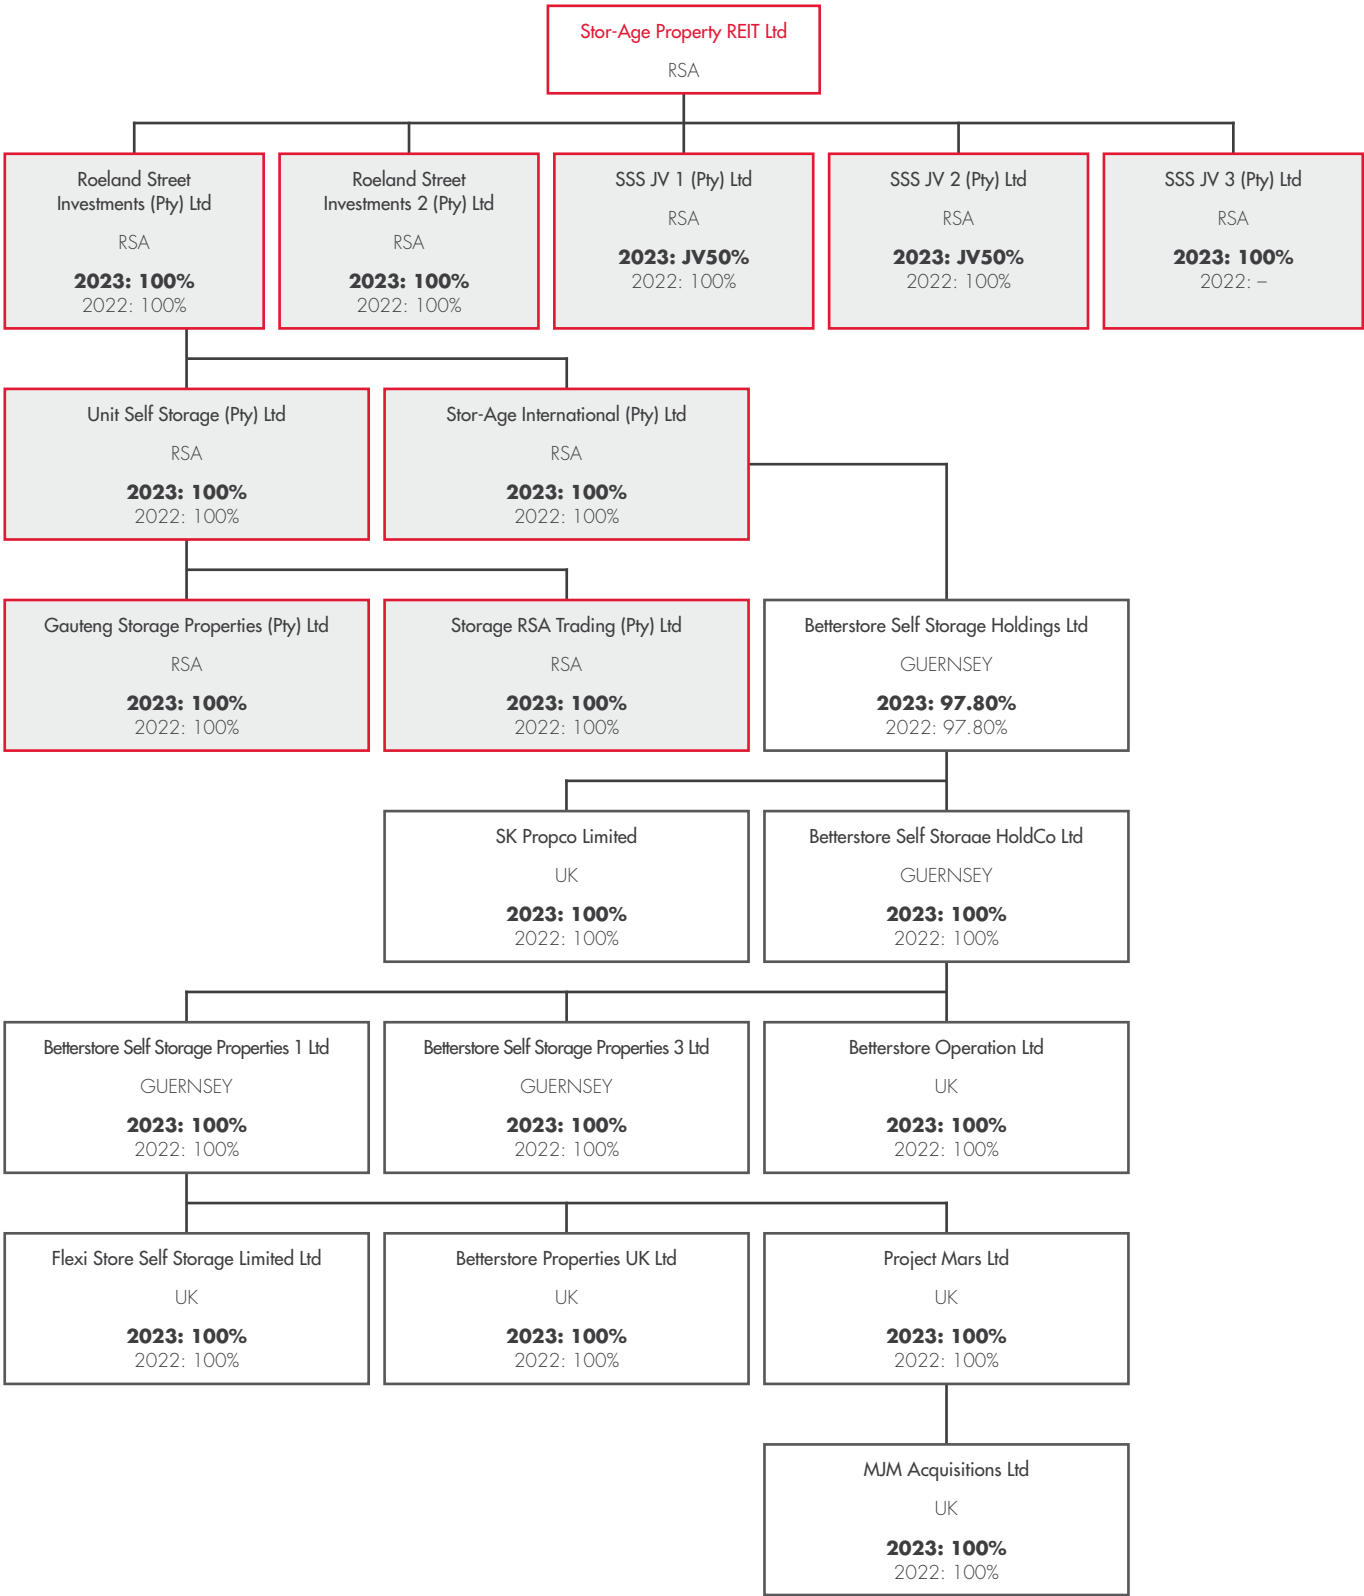 Stor-Age Property REIT Ltd
RSA
Roeland Street
Investments (Pty) Ltd
RSA
2023: 100%
2022: 100%
Roeland Street
Investments 2 (Pty) Ltd
RSA
2023: 100%
2022: 100%
SSS JV 1 (Pty) Ltd
RSA
2023: JV50%
2022: 100%
SSS JV 2 (Pty) Ltd
RSA
2023: JV50%
2022: 100%
SSS JV 3 (Pty) Ltd
RSA
2023: 100%
2022: –
Unit Self Storage (Pty) Ltd
RSA
2023: 100%
2022: 100%
Stor-Age International (Pty) Ltd
RSA
2023: 100%
2022: 100%
Gauteng Storage Properties (Pty) Ltd
RSA
2023: 100%
2022: 100%
Storage RSA Trading (Pty) Ltd
RSA
2023: 100%
2022: 100%
Betterstore Self Storage Holdings Ltd
GUERNSEY
2023: 97.80%
2022: 97.80%
SK Propco Limited
UK
2023: 100%
2022: 100%
Betterstore Self Storage HoldCo Ltd
GUERNSEY
2023: 100%
2022: 100%
Betterstore Self Storage Properties 1 Ltd
GUERNSEY
2023: 100%
2022: 100%
Betterstore Self Storage Properties 3 Ltd
GUERNSEY
2023: 100%
2022: 100%
Betterstore Operation Ltd
UK
2023: 100%
2022: 100%
Flexi Store Self Storage Limited Ltd
UK
2023: 100%
2022: 100%
Betterstore Properties UK Ltd
UK
2023: 100%
2022: 100%
Project Mars Ltd
UK
2023: 100%
2022: 100%
MJM Acquisitions Ltd
UK
2023: 100%
2022: 100%